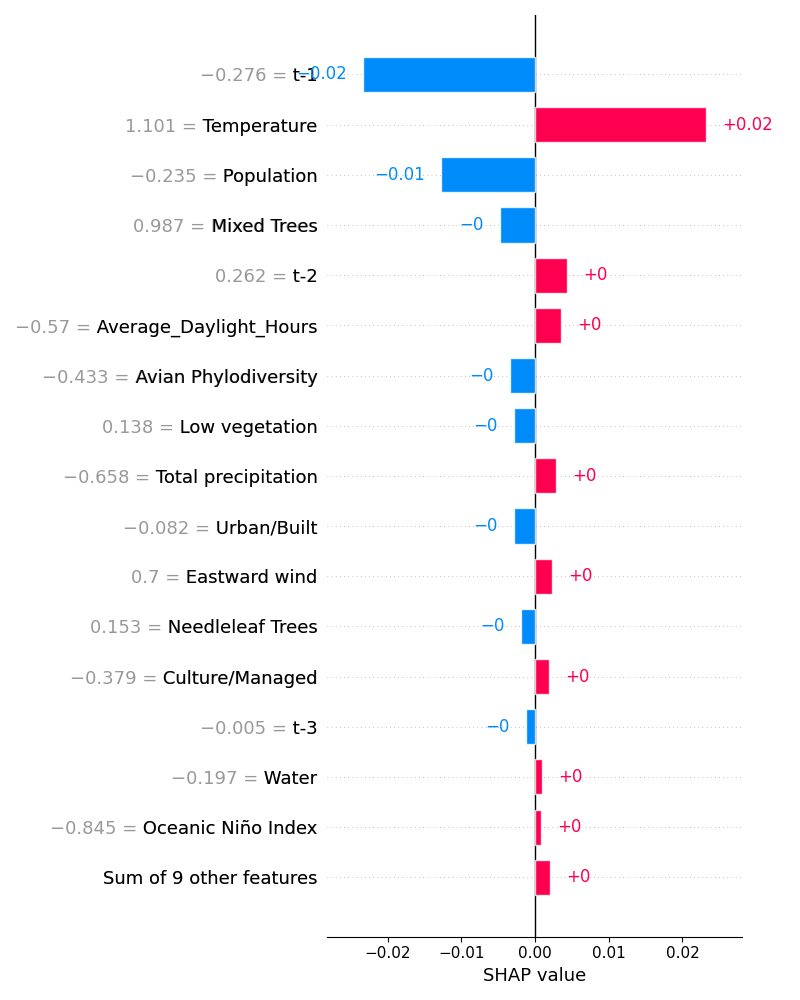 −0.276 = t-1 −0.02
1.101 = Temperature +0.02
−0.235 = Population −0.01
0.987 = Mixed Trees −0
0.262 = t-2 +0
−0.57 = Average_Daylight_Hours +0
−0.433 = Avian Phylodiversity −0
0.138 = Low vegetation −0
−0.658 = Total precipitation +0
−0.082 = Urban/Built −0
0.7 = Eastward wind +0
0.153 = Needleleaf Trees −0
−0.379 = Culture/Managed +0
−0.005 = t-3 −0
−0.197 = Water +0
−0.845 = Oceanic Niño Index +0
Sum of 9 other features +0
−0.02 −0.01 0.00 0.01 0.02
SHAP value